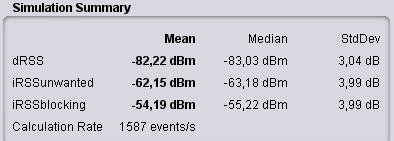 Simulation Summary
Mean Median StdDev
dRSS -82,22 dBm -83,03 dBm 3,04 dB
iRSSunwanted -62,15 dBm -63,18 dBm 3,99 dB
iRSSblocking -54,19 dBm -55,22 dBm 3,99 dB
Calculation Rate 1587 events/s